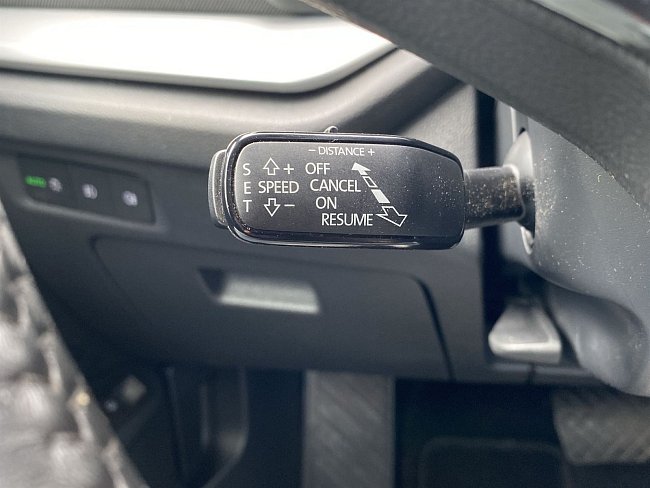 − DISTANCE +
S + OFF
E SPEED CANCEL
T − ON
RESUME